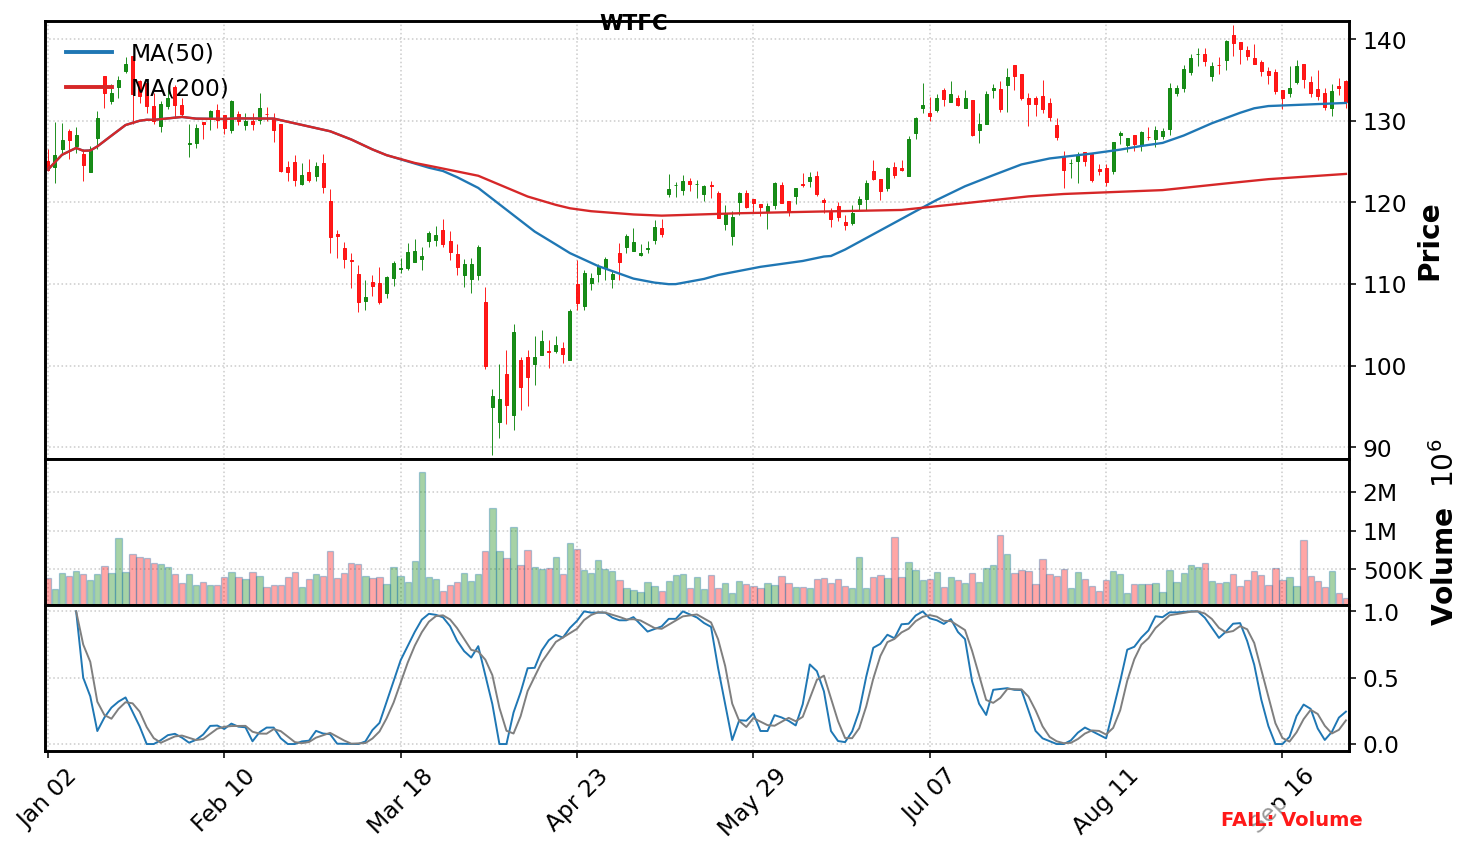 WTFC
MA(50)
MA(200)
140
130
120
110
100
90
Price
2M
1M
500K
Volume 10^6
1.0
0.5
0.0
Jan 02
Feb 10
Mar 18
Apr 23
May 29
Jul 07
Aug 11
Sep 16
FAIL: Volume